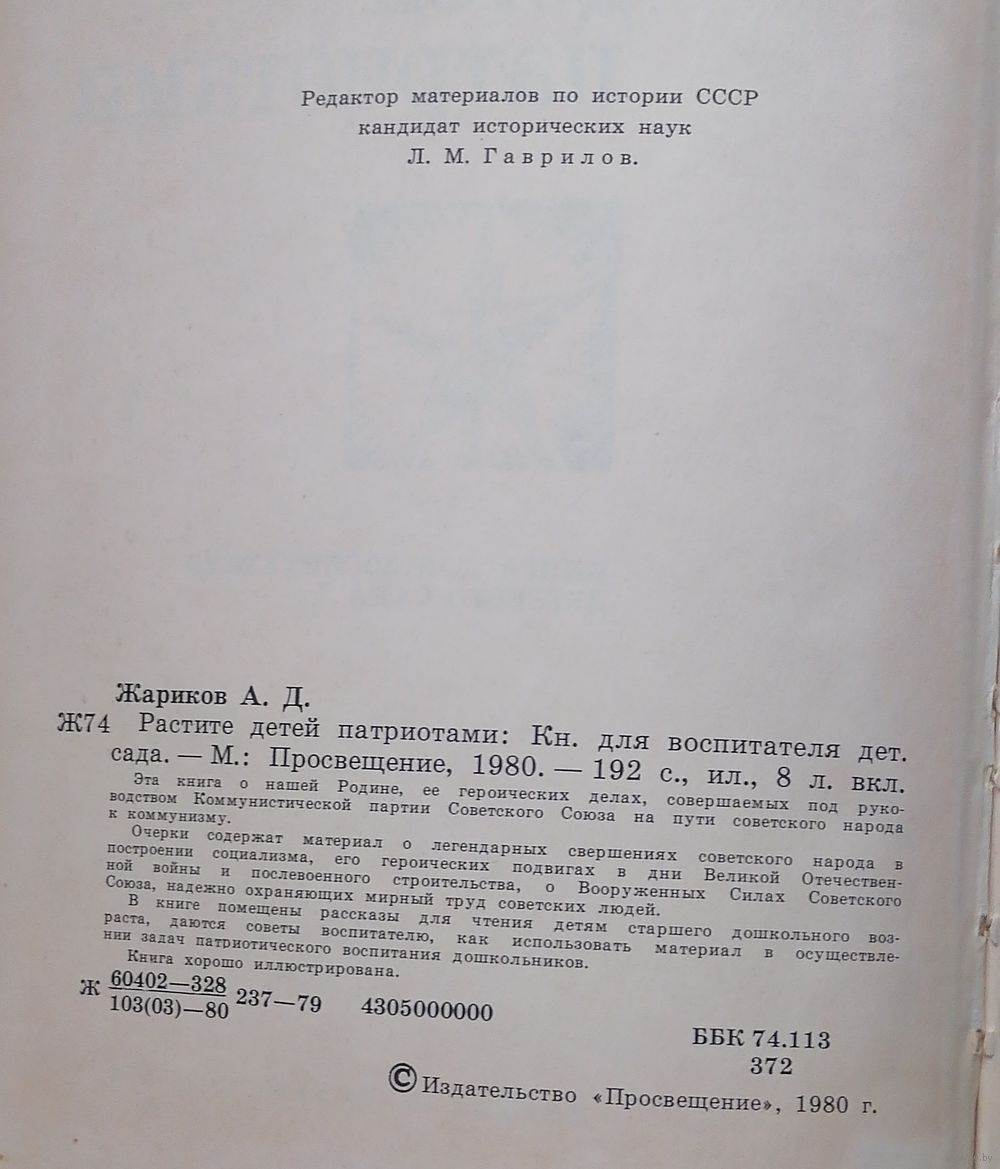 Редактор материалов по истории СССР
кандидат исторических наук
Л. М. Гаврилов.
Жариков А. Д.
Ж74 Растите детей патриотами: Кн. для воспитателя дет.
сада. — М.: Просвещение, 1980. — 192 с., ил., 8 л. вкл.
Эта книга о нашей Родине, ее героических делах, совершаемых под руко-
водством Коммунистической партии Советского Союза на пути советского народа
к коммунизму.
Очерки содержат материал о легендарных свершениях советского народа в
построении социализма, его героических подвигах в дни Великой Отечествен-
ной войны и послевоенного строительства, о Вооруженных Силах Советского
Союза, надежно охраняющих мирный труд советских людей.
В книге помещены рассказы для чтения детям старшего дошкольного воз-
раста, даются советы воспитателю, как использовать материал в осуществле-
нии задач патриотического воспитания дошкольников.
Книга хорошо иллюстрирована.
Ж 60402—328
103(03)—80 237—79 4305000000
ББК 74.113
372
© Издательство «Просвещение», 1980 г.